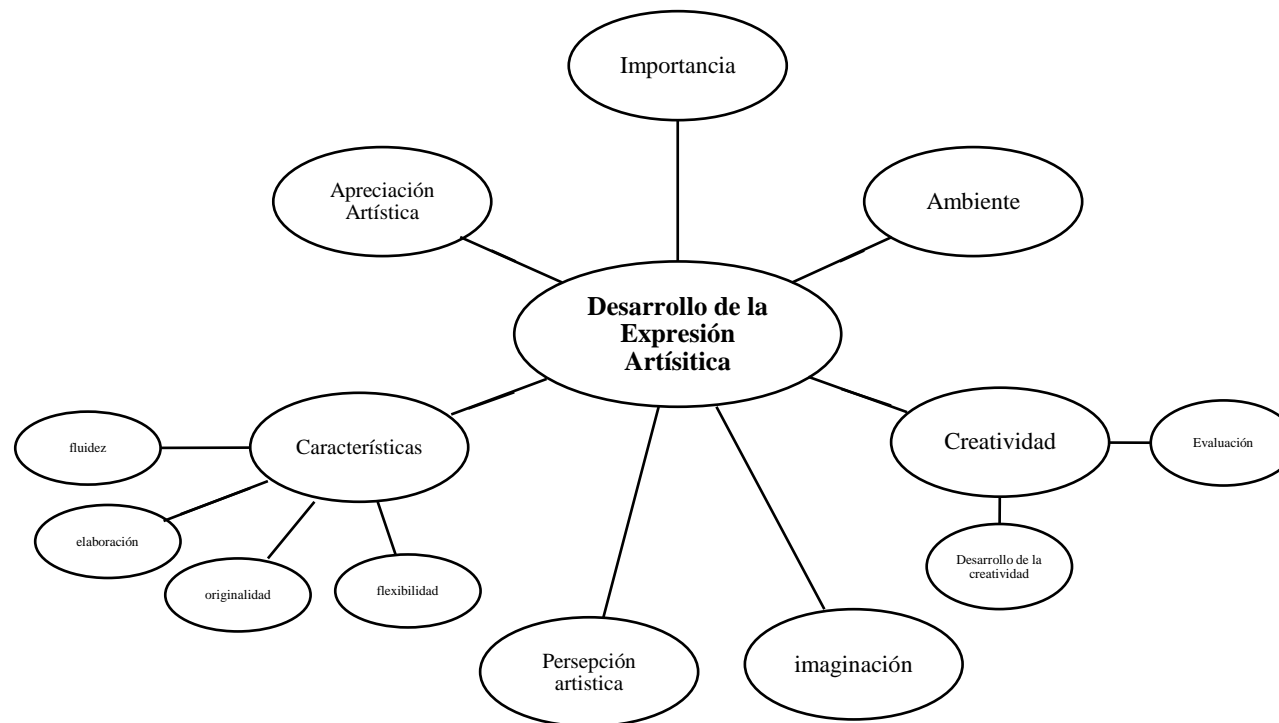 Importancia
Apreciación
Artística
Ambiente
Desarrollo de la
Expresión
Artísitica
fluidez
Características
Creatividad
Evaluación
elaboración
originalidad
flexibilidad
Desarrollo de la
creatividad
Persepción
artistica
imaginación